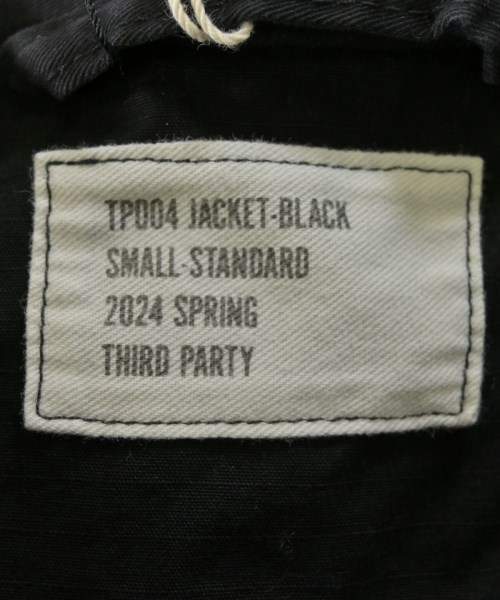 TP004 JACKET-BLACK
SMALL-STANDARD
2024 SPRING
THIRD PARTY